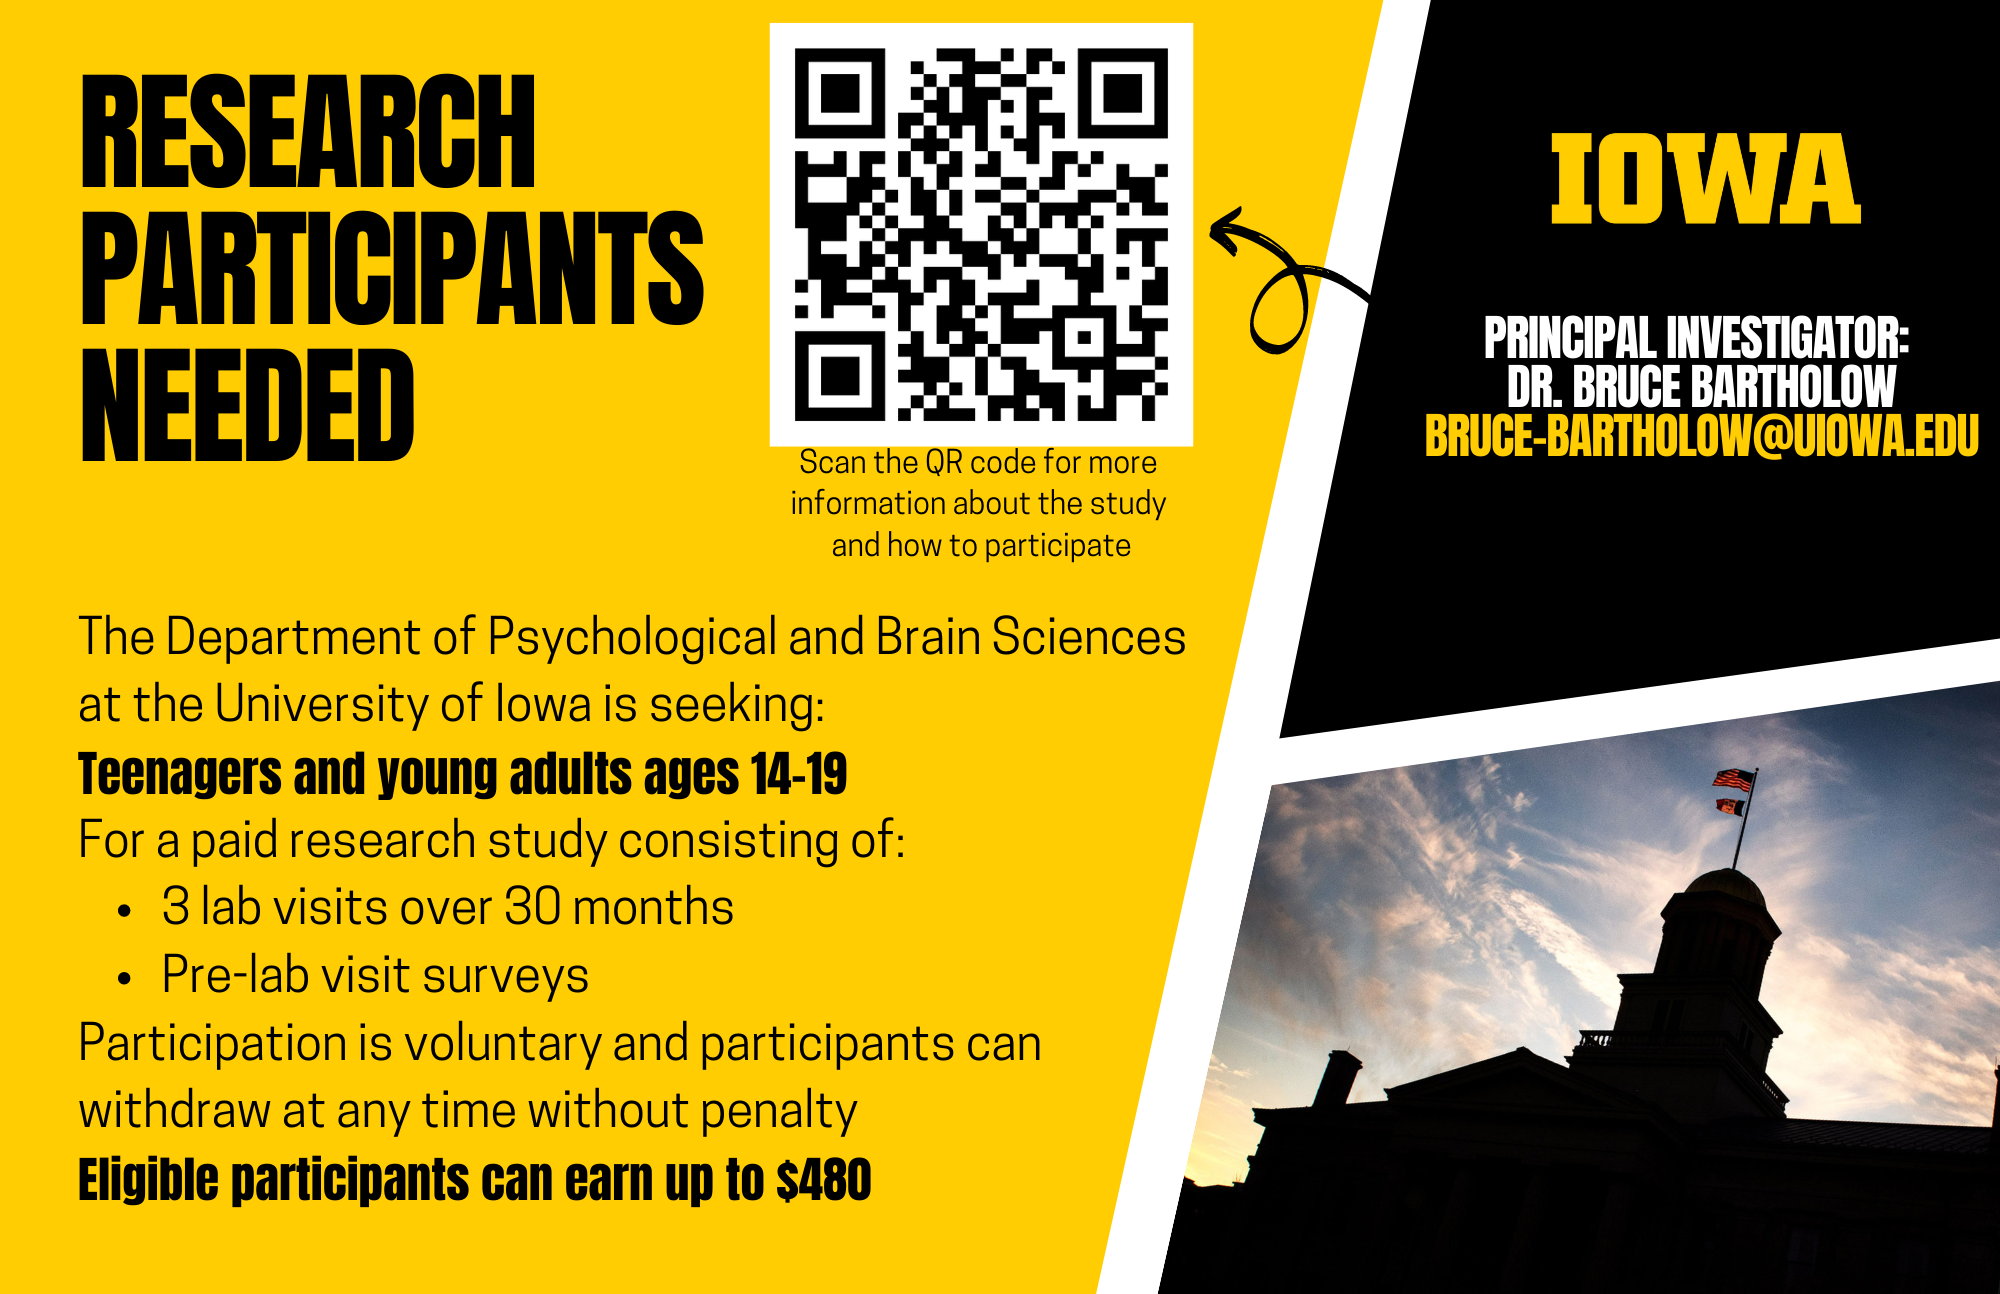 RESEARCH
PARTICIPANTS
NEEDED
Scan the QR code for more
information about the study
and how to participate
The Department of Psychological and Brain Sciences
at the University of Iowa is seeking:
Teenagers and young adults ages 14-19
For a paid research study consisting of:
• 3 lab visits over 30 months
• Pre-lab visit surveys
Participation is voluntary and participants can
withdraw at any time without penalty
Eligible participants can earn up to $480
IOWA
PRINCIPAL INVESTIGATOR:
DR. BRUCE BARTHOLOW
BRUCE-BARTHOLOW@UIOWA.EDU